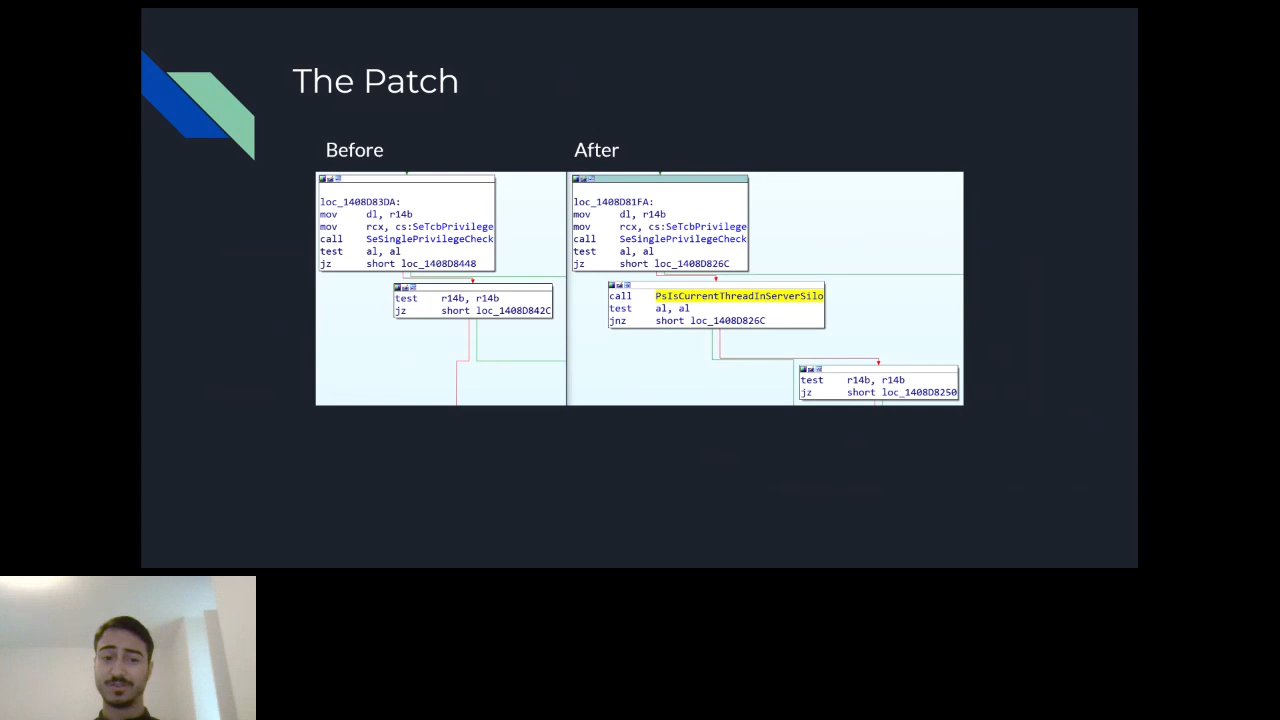 The Patch
Before
After
loc_1408D83DA:
mov dl, r14b
mov rcx, cs:SeTcbPrivilege
call SeSinglePrivilegeCheck
test al, al
jz short loc_1408D8448
test r14b, r14b
jz short loc_1408D842C
loc_1408D81FA:
mov dl, r14b
mov rcx, cs:SeTcbPrivilege
call SeSinglePrivilegeCheck
test al, al
jz short loc_1408D826C
call PsIsCurrentThreadInServerSilo
test al, al
jnz short loc_1408D826C
test r14b, r14b
jz short loc_1408D8250